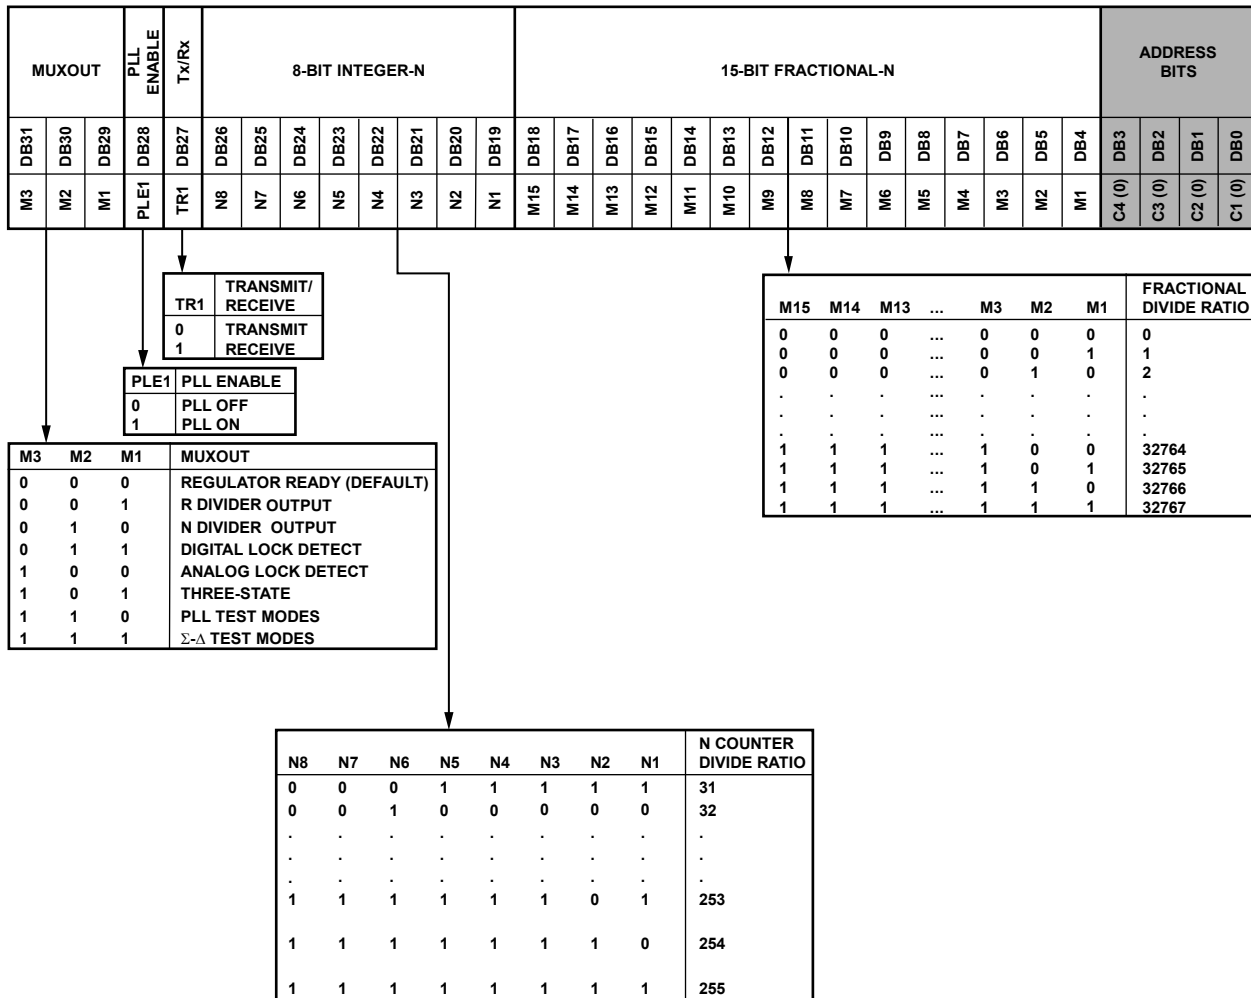 MUXOUT PLL ENABLE Tx/Rx 8-BIT INTEGER-N 15-BIT FRACTIONAL-N ADDRESS BITS
DB31 DB30 DB29 DB28 DB27 DB26 DB25 DB24 DB23 DB22 DB21 DB20 DB19 DB18 DB17 DB16 DB15 DB14 DB13 DB12 DB11 DB10 DB9 DB8 DB7 DB6 DB5 DB4 DB3 DB2 DB1 DB0
M3 M2 M1 PLE1 TR1 N8 N7 N6 N5 N4 N3 N2 N1 M15 M14 M13 M12 M11 M10 M9 M8 M7 M6 M5 M4 M3 M2 M1 C4 (0) C3 (0) C2 (0) C1 (0)
TR1 TRANSMIT/ RECEIVE
0 TRANSMIT
1 RECEIVE
PLE1 PLL ENABLE
0 PLL OFF
1 PLL ON
M3 M2 M1 MUXOUT
0 0 0 REGULATOR READY (DEFAULT)
0 0 1 R DIVIDER OUTPUT
0 1 0 N DIVIDER OUTPUT
0 1 1 DIGITAL LOCK DETECT
1 0 0 ANALOG LOCK DETECT
1 0 1 THREE-STATE
1 1 0 PLL TEST MODES
1 1 1 Σ-Δ TEST MODES
M15 M14 M13 ... M3 M2 M1 FRACTIONAL DIVIDE RATIO
0 0 0 ... 0 0 0 0
0 0 0 ... 0 0 1 1
0 0 0 ... 0 1 0 2
. . . ... . . . .
. . . ... . . . .
. . . ... . . . .
1 1 1 ... 1 0 0 32764
1 1 1 ... 1 0 1 32765
1 1 1 ... 1 1 0 32766
1 1 1 ... 1 1 1 32767
N8 N7 N6 N5 N4 N3 N2 N1 N COUNTER DIVIDE RATIO
0 0 0 1 1 1 1 1 31
0 0 1 0 0 0 0 0 32
. . . . . . . . .
. . . . . . . . .
. . . . . . . . .
1 1 1 1 1 1 0 1 253
1 1 1 1 1 1 1 0 254
1 1 1 1 1 1 1 1 255